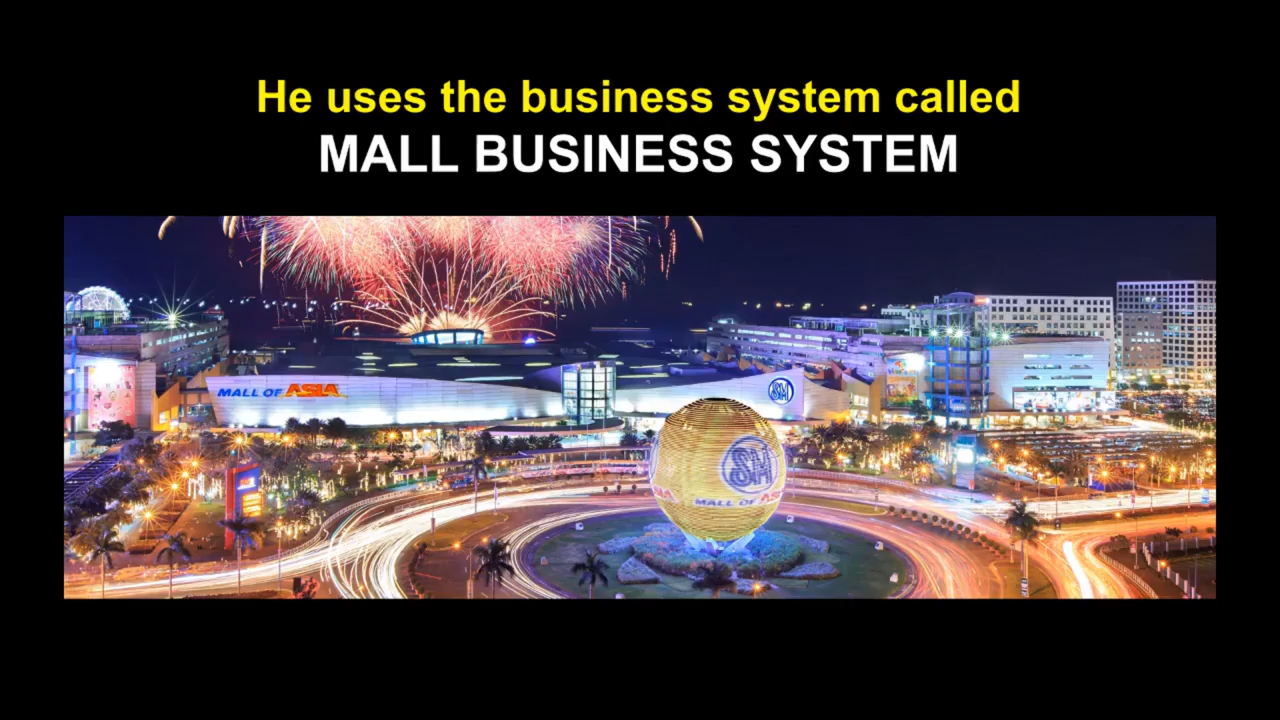 He uses the business system called
MALL BUSINESS SYSTEM
MALL OF ASIA
SM
SM
MALL OF ASIA